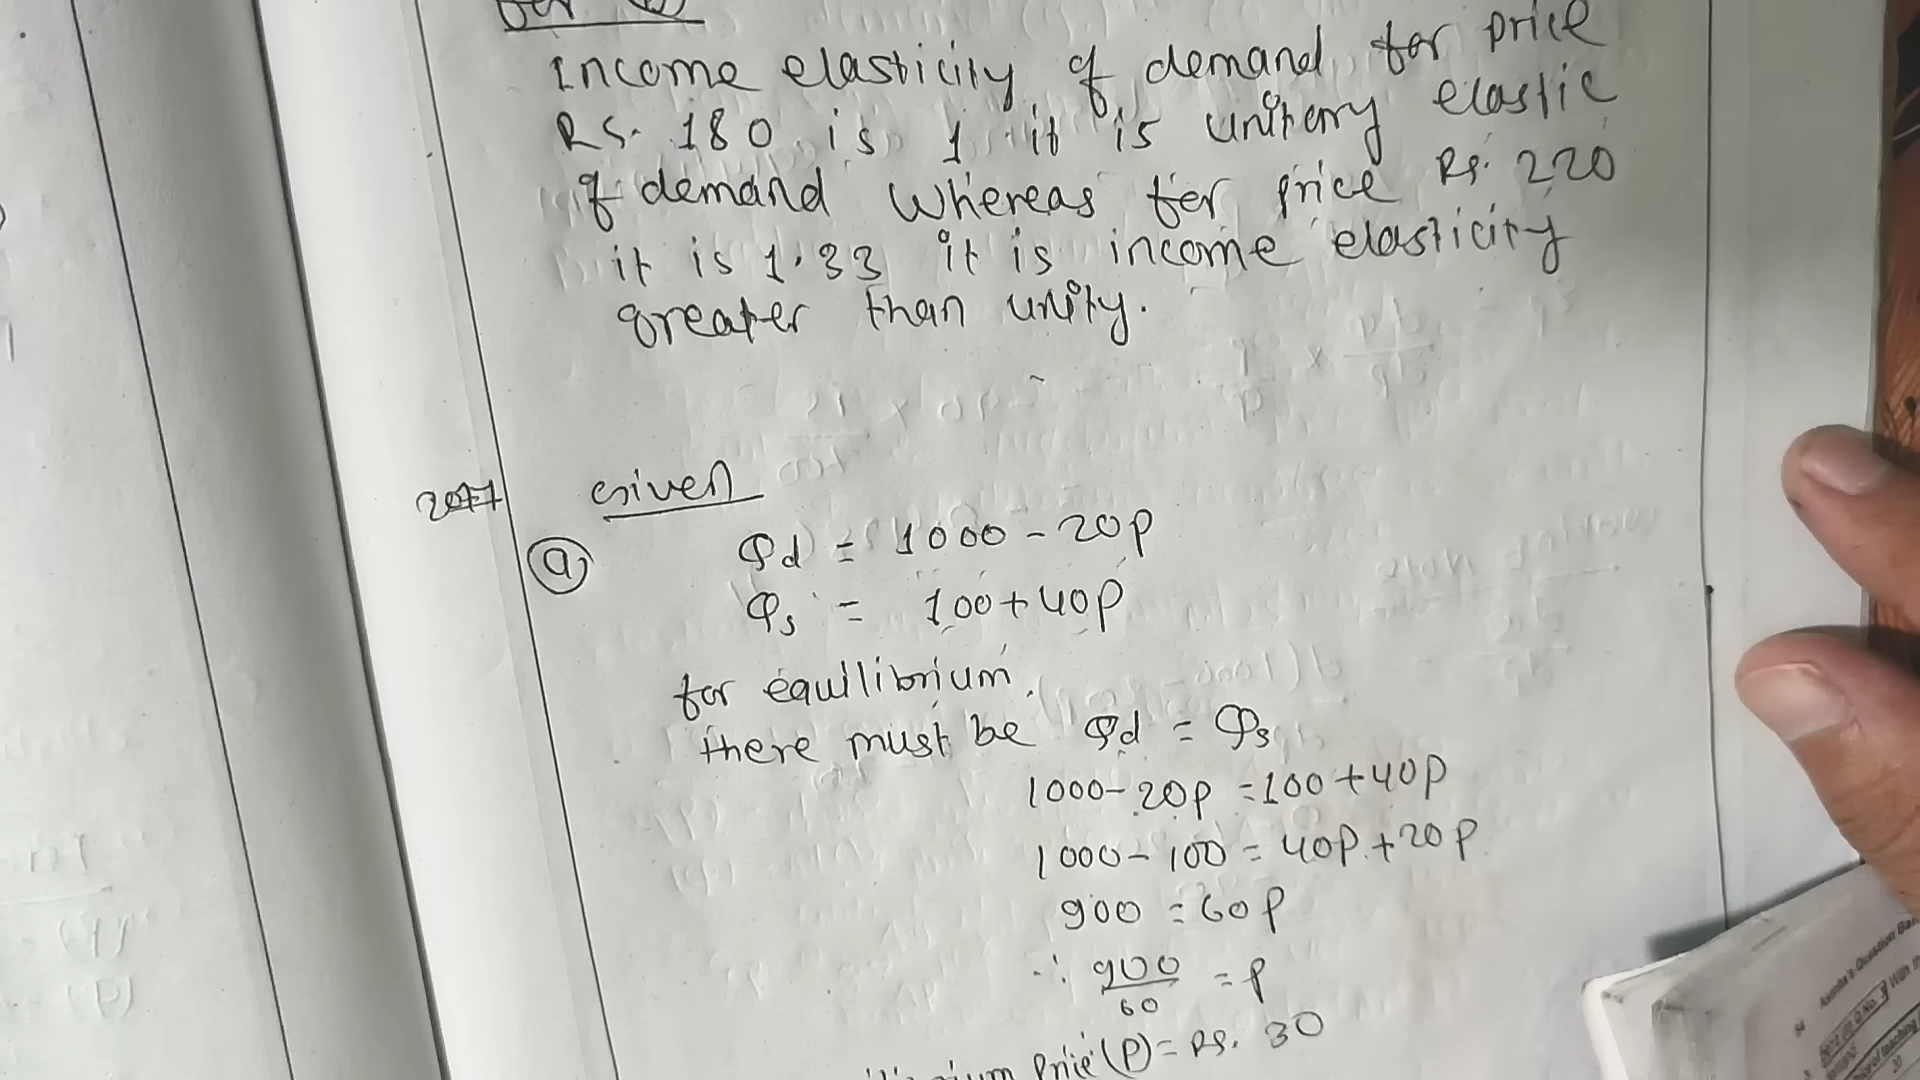 Income elasticity of demand for price
RS. 180 is 1 it is unitary elastic
of demand whereas for price Rs. 220
it is 1.33 it is income elasticity
greater than unity.
2077
Given
(a)
Qd = 1000 - 20P
Qs = 100 + 40P
for equilibrium,
there must be Qd = Qs
1000 - 20P = 100 + 40P
1000 - 100 = 40P + 20P
900 = 60P
∴ 900/60 = P
Price (P) = Rs. 30